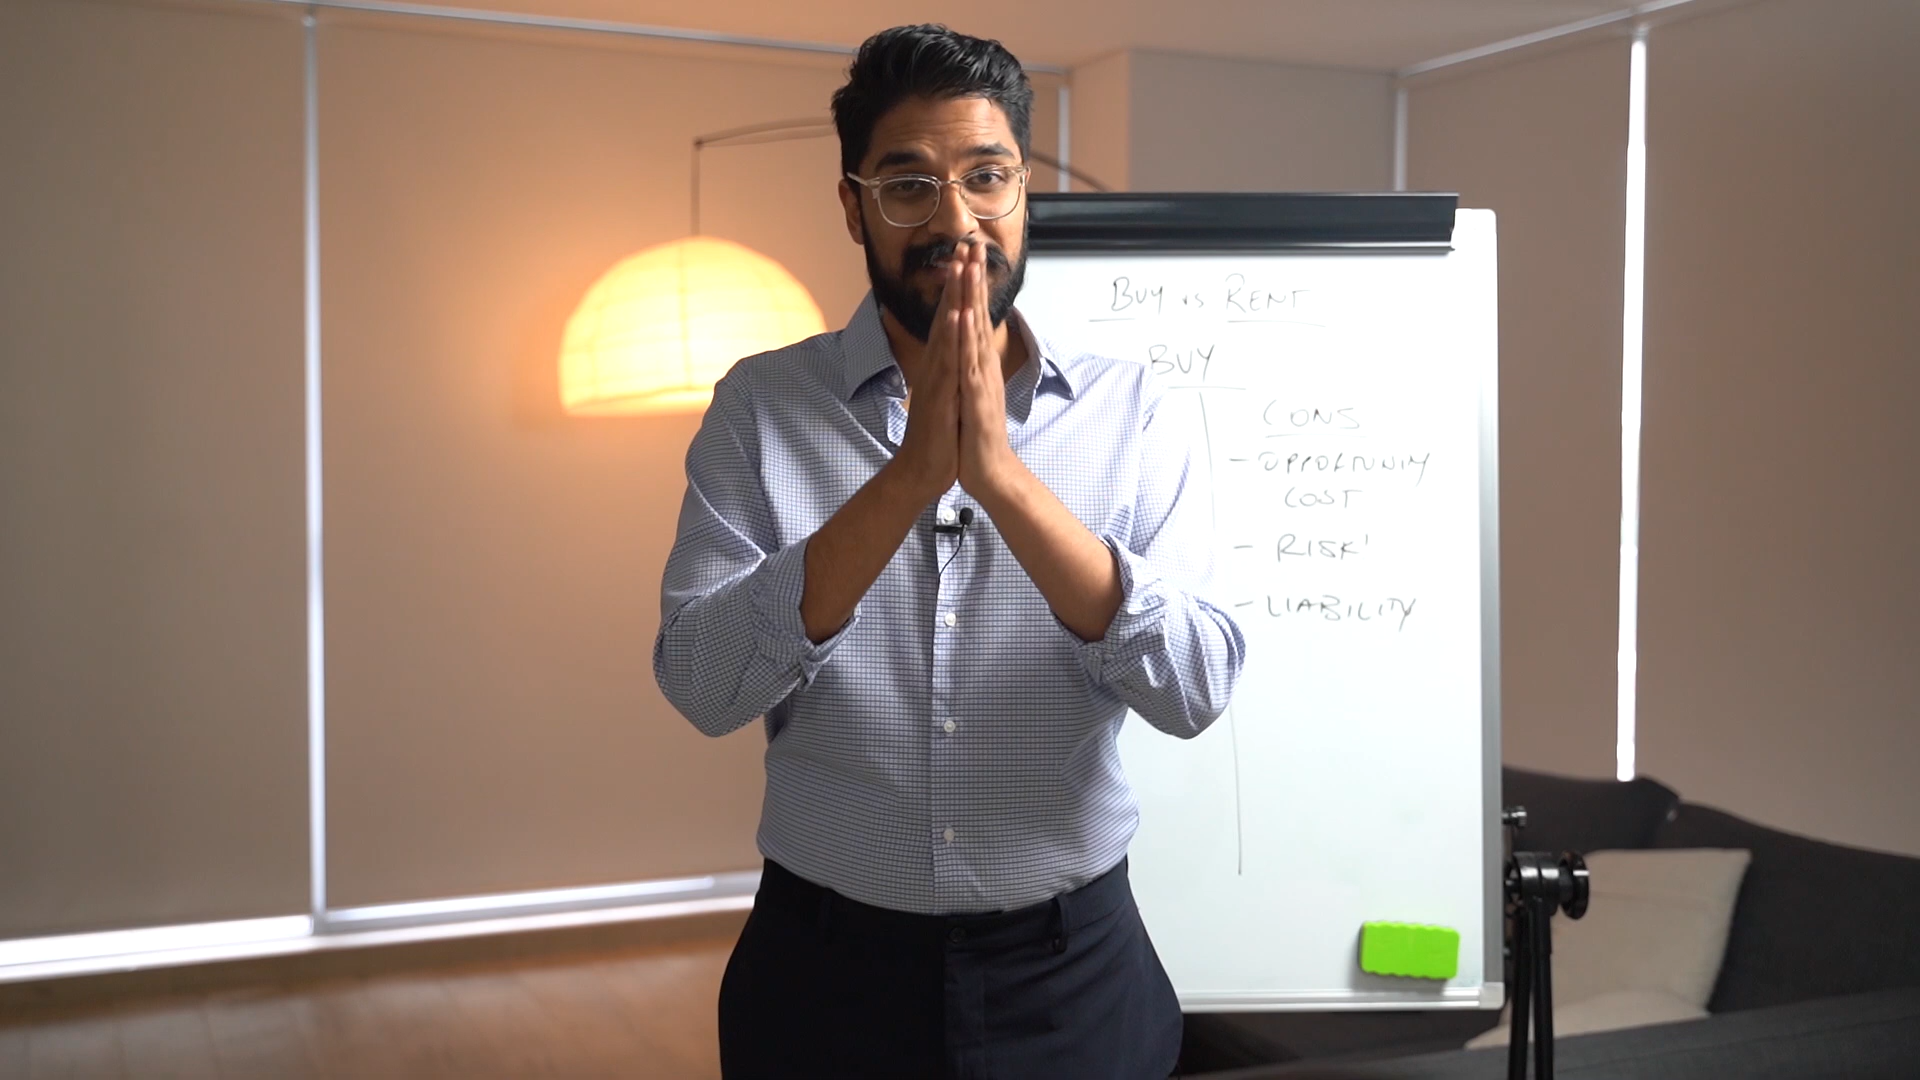 BUY vs RENT
BUY
CONS
- OPPORTUNITY
COST
- RISK
- LIABILITY